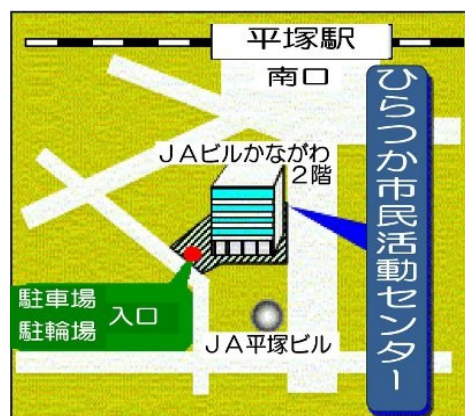 平塚駅
南口
ひらつか市民活動センター
JAビルかながわ
2階
駐車場
駐輪場
入口
JA平塚ビル